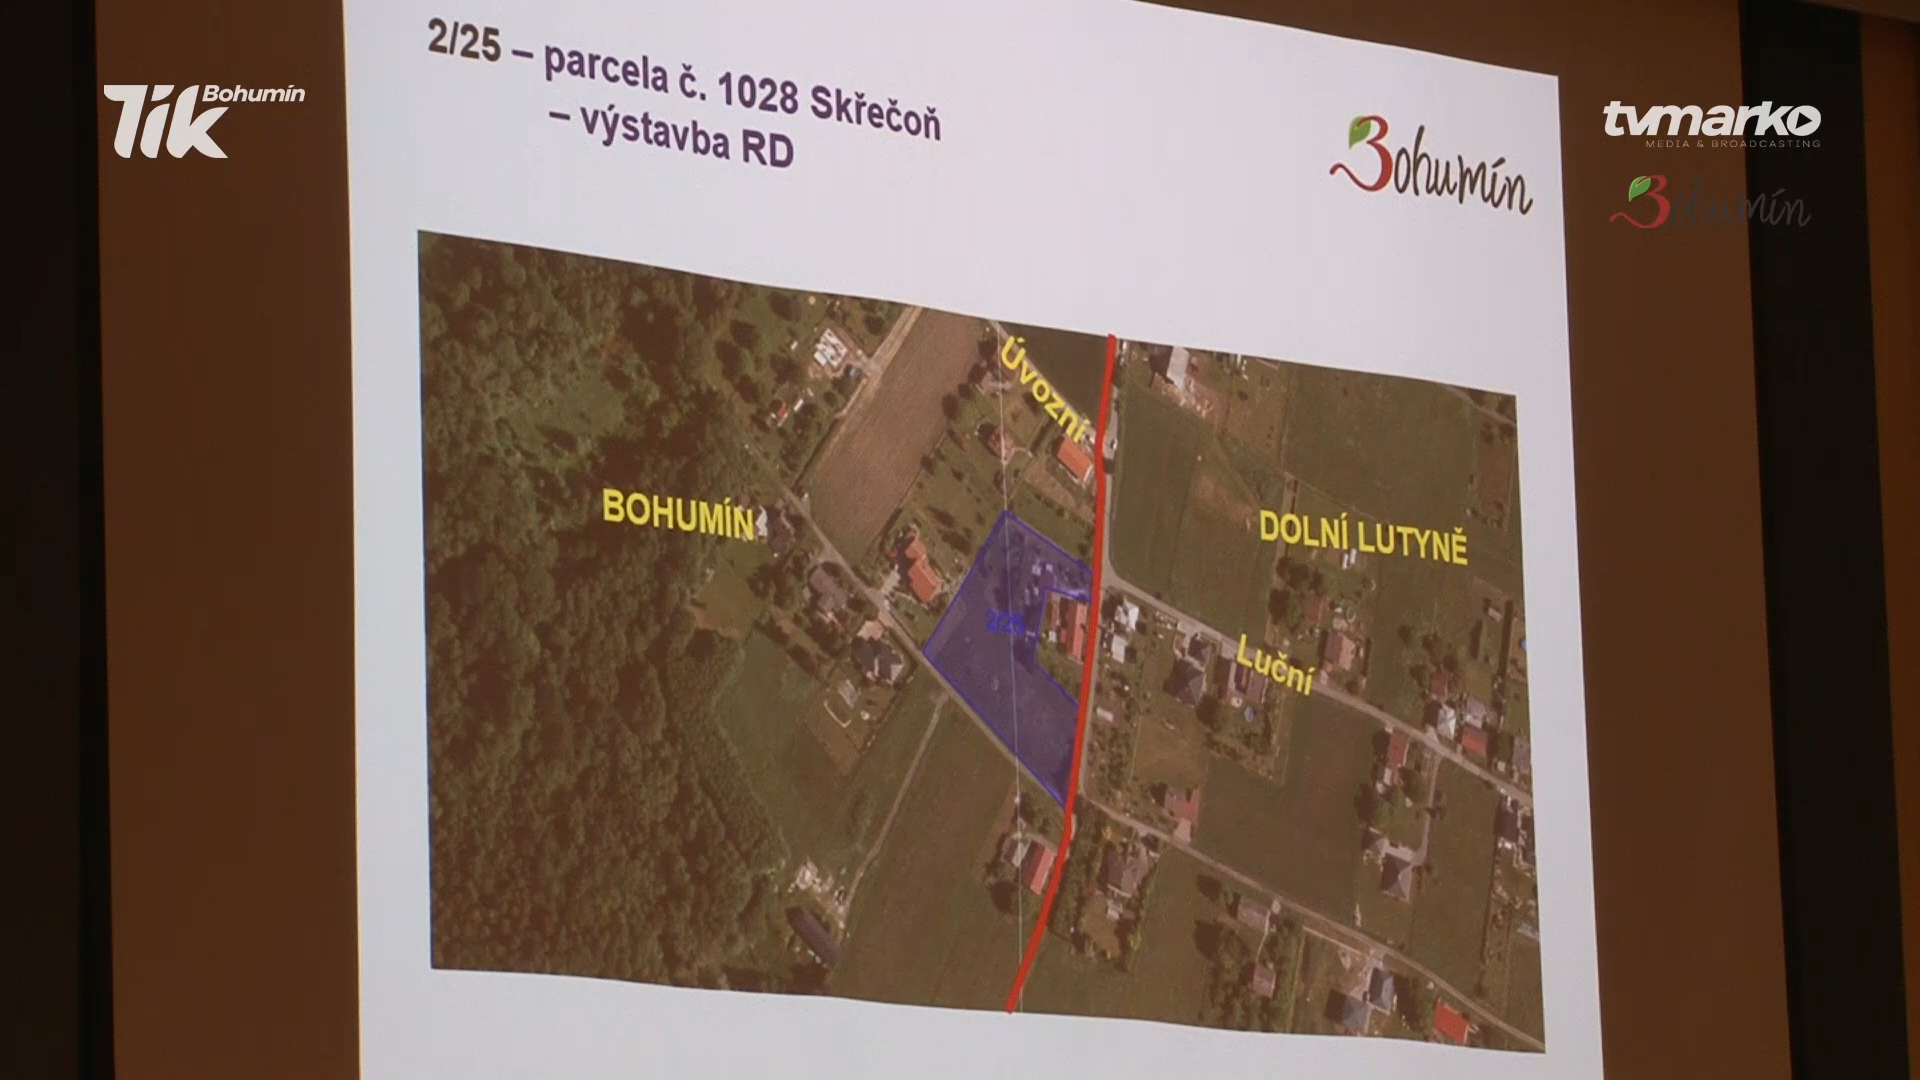 2/25 – parcela č. 1028 Skřečoň
– výstavba RD
Tik Bohumín
Bohumín
tvmarko
MEDIA & BROADCASTING
Bohumín
Úvozní
BOHUMÍN
DOLNÍ LUTYNĚ
2/25
Luční